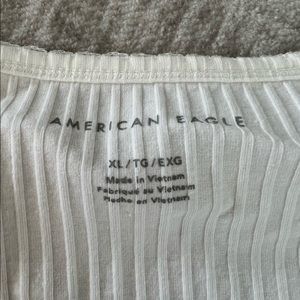 AMERICAN EAGLE
XL/TG/EXG
Made in Vietnam
Fabriqué au Vietnam
Hecho en Vietnam